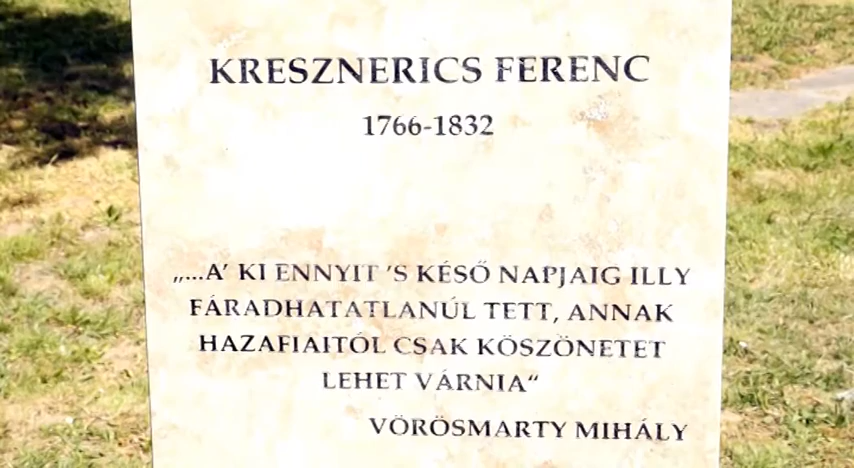 KRESZNERICS FERENC
1766-1832
„...A’ KI ENNYIT ’S KÉSŐ NAPJAIG ILLY
FÁRADHATATLANÚL TETT, ANNAK
HAZAFIAITÓL CSAK KÖSZÖNETET
LEHET VÁRNIA“
VÖRÖSMARTY MIHÁLY